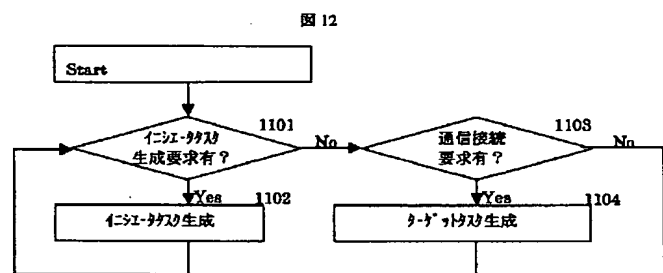 図 12
Start
イニシエータタスク
生成要求有？
1101
No
通信接続
要求有？
1103
No
Yes
1102
イニシエータタスク生成
Yes
1104
ターゲットタスク生成